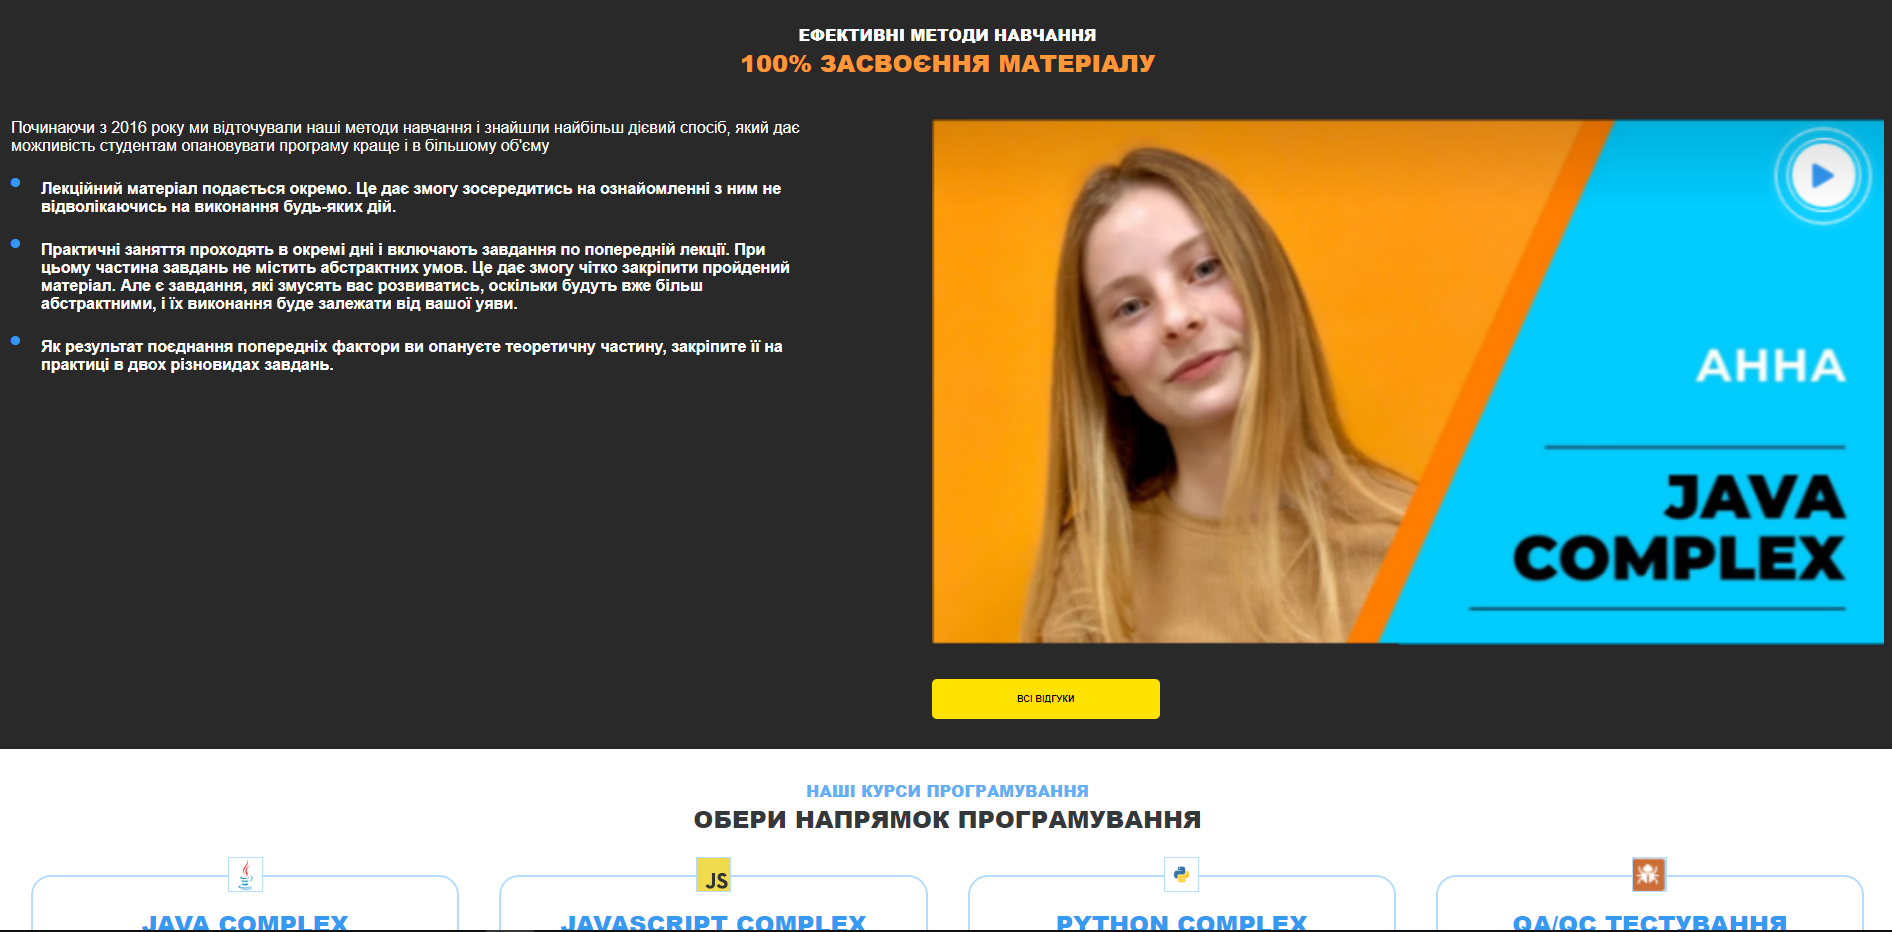 ЕФЕКТИВНІ МЕТОДИ НАВЧАННЯ
100% ЗАСВОЄННЯ МАТЕРІАЛУ
Починаючи з 2016 року ми відточували наші методи навчання і знайшли найбільш дієвий спосіб, який дає
можливість студентам опановувати програму краще і в більшому об'єму
Лекційний матеріал подається окремо. Це дає змогу зосередитись на ознайомленні з ним не
відволікаючись на виконання будь-яких дій.
Практичні заняття проходять в окремі дні і включають завдання по попередній лекції. При
цьому частина завдань не містить абстрактних умов. Це дає змогу чітко закріпити пройдений
матеріал. Але є завдання, які змусять вас розвиватись, оскільки будуть вже більш
абстрактними, і їх виконання буде залежати від вашої уяви.
Як результат поєднання попередніх фактори ви опануєте теоретичну частину, закріпите її на
практиці в двох різновидах завдань.
АННА
JAVA
COMPLEX
ВСІ ВІДГУКИ
НАШІ КУРСИ ПРОГРАМУВАННЯ
ОБЕРИ НАПРЯМОК ПРОГРАМУВАННЯ
JS
JAVA COMPLEX
JAVASCRIPT COMPLEX
PYTHON COMPLEX
QA/QC ТЕСТУВАННЯ